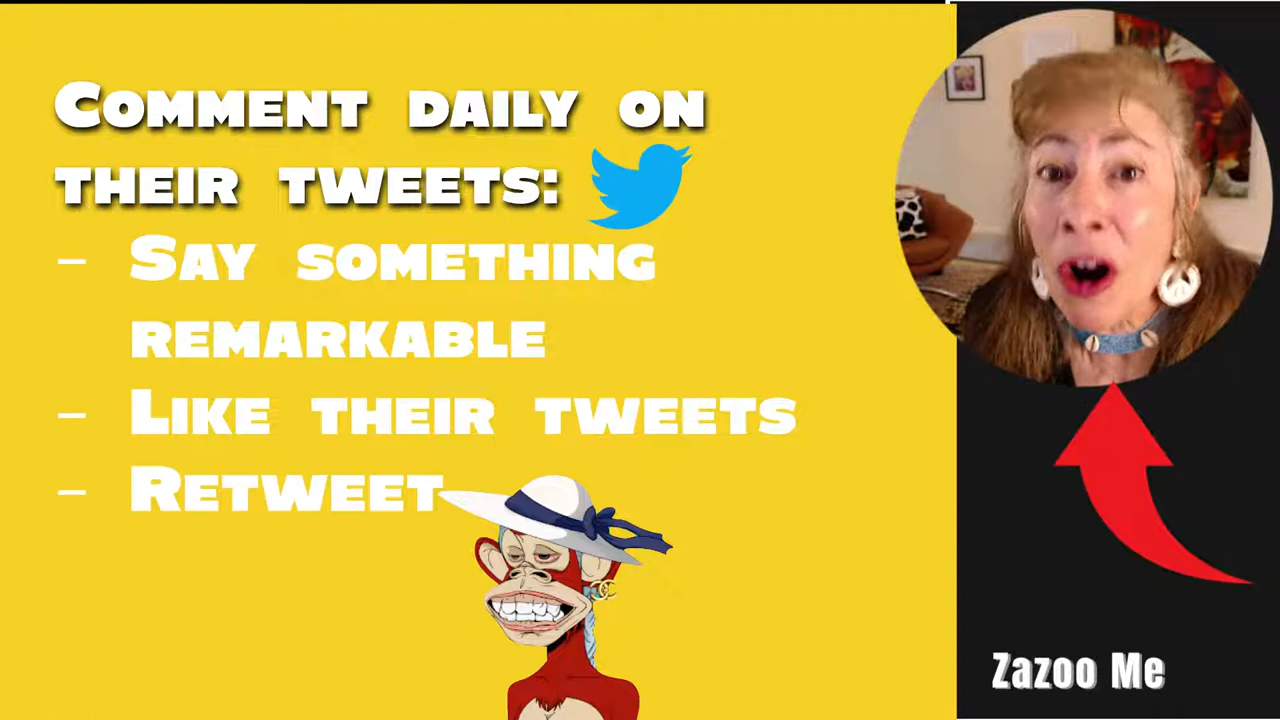 Comment daily on
their tweets:
- Say something
remarkable
- Like their tweets
- Retweet
Zazoo Me